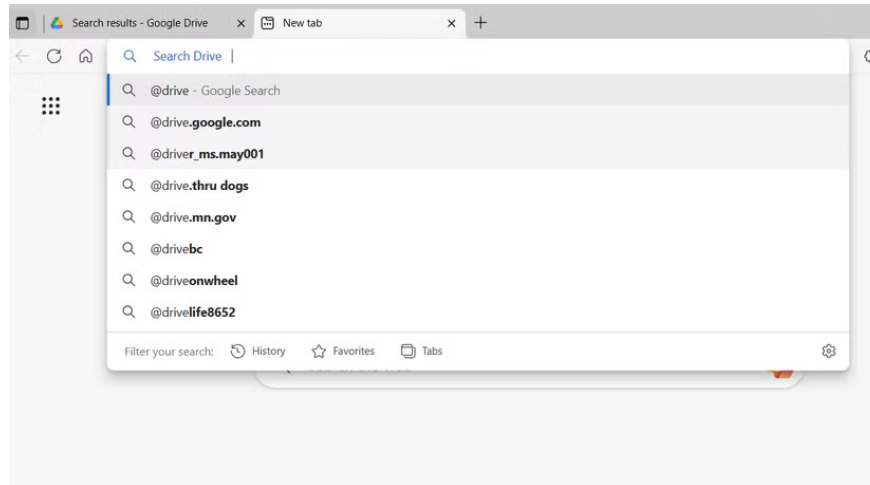 Search results - Google Drive
New tab
Search Drive
@drive - Google Search
@drive.google.com
@driver_ms.may001
@drive.thru dogs
@drive.mn.gov
@drivebc
@driveonwheel
@drivelife8652
Filter your search: History Favorites Tabs